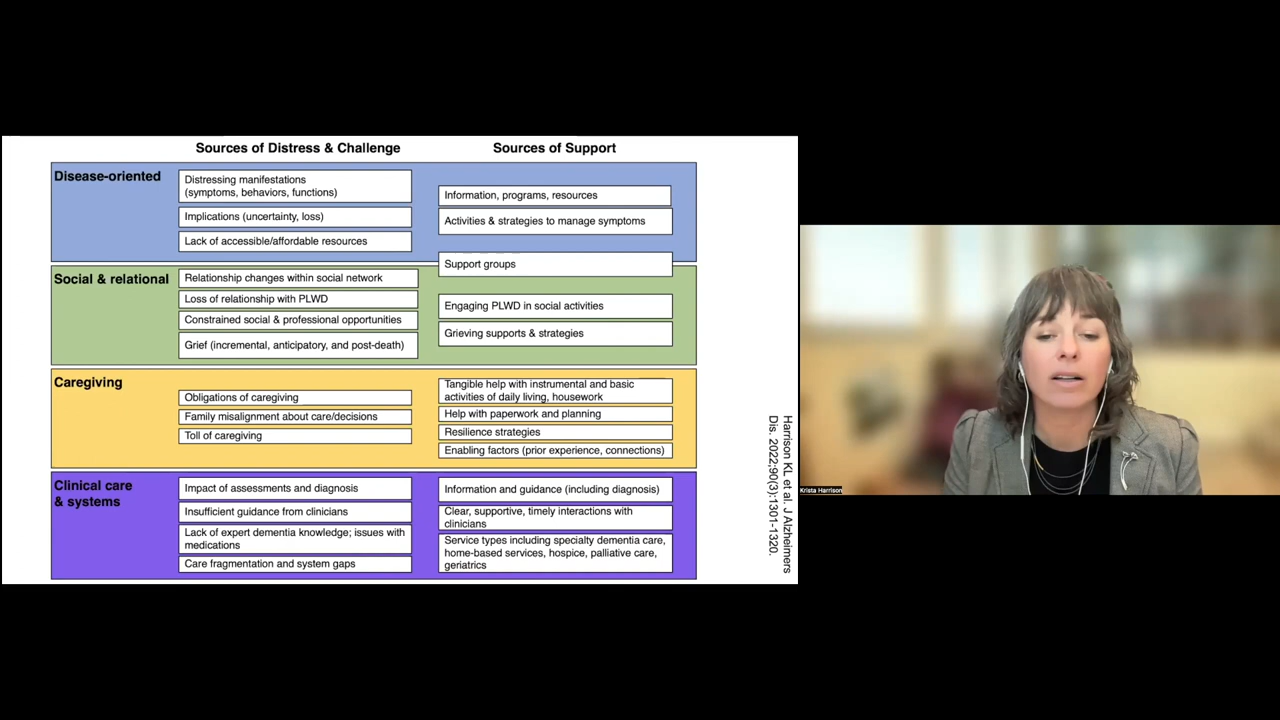 Sources of Distress & Challenge
Sources of Support
Disease-oriented
Distressing manifestations
(symptoms, behaviors, functions)
Implications (uncertainty, loss)
Lack of accessible/affordable resources
Information, programs, resources
Activities & strategies to manage symptoms
Support groups
Social & relational
Relationship changes within social network
Loss of relationship with PLWD
Constrained social & professional opportunities
Grief (incremental, anticipatory, and post-death)
Engaging PLWD in social activities
Grieving supports & strategies
Caregiving
Obligations of caregiving
Family misalignment about care/decisions
Toll of caregiving
Tangible help with instrumental and basic
activities of daily living, housework
Help with paperwork and planning
Resilience strategies
Enabling factors (prior experience, connections)
Clinical care
& systems
Impact of assessments and diagnosis
Insufficient guidance from clinicians
Lack of expert dementia knowledge; issues with
medications
Care fragmentation and system gaps
Information and guidance (including diagnosis)
Clear, supportive, timely interactions with
clinicians
Service types including specialty dementia care,
home-based services, hospice, palliative care,
geriatrics
Harrison KL et al. J Alzheimers
Dis. 2022;90(3):1301-1320.
Krista Harrison